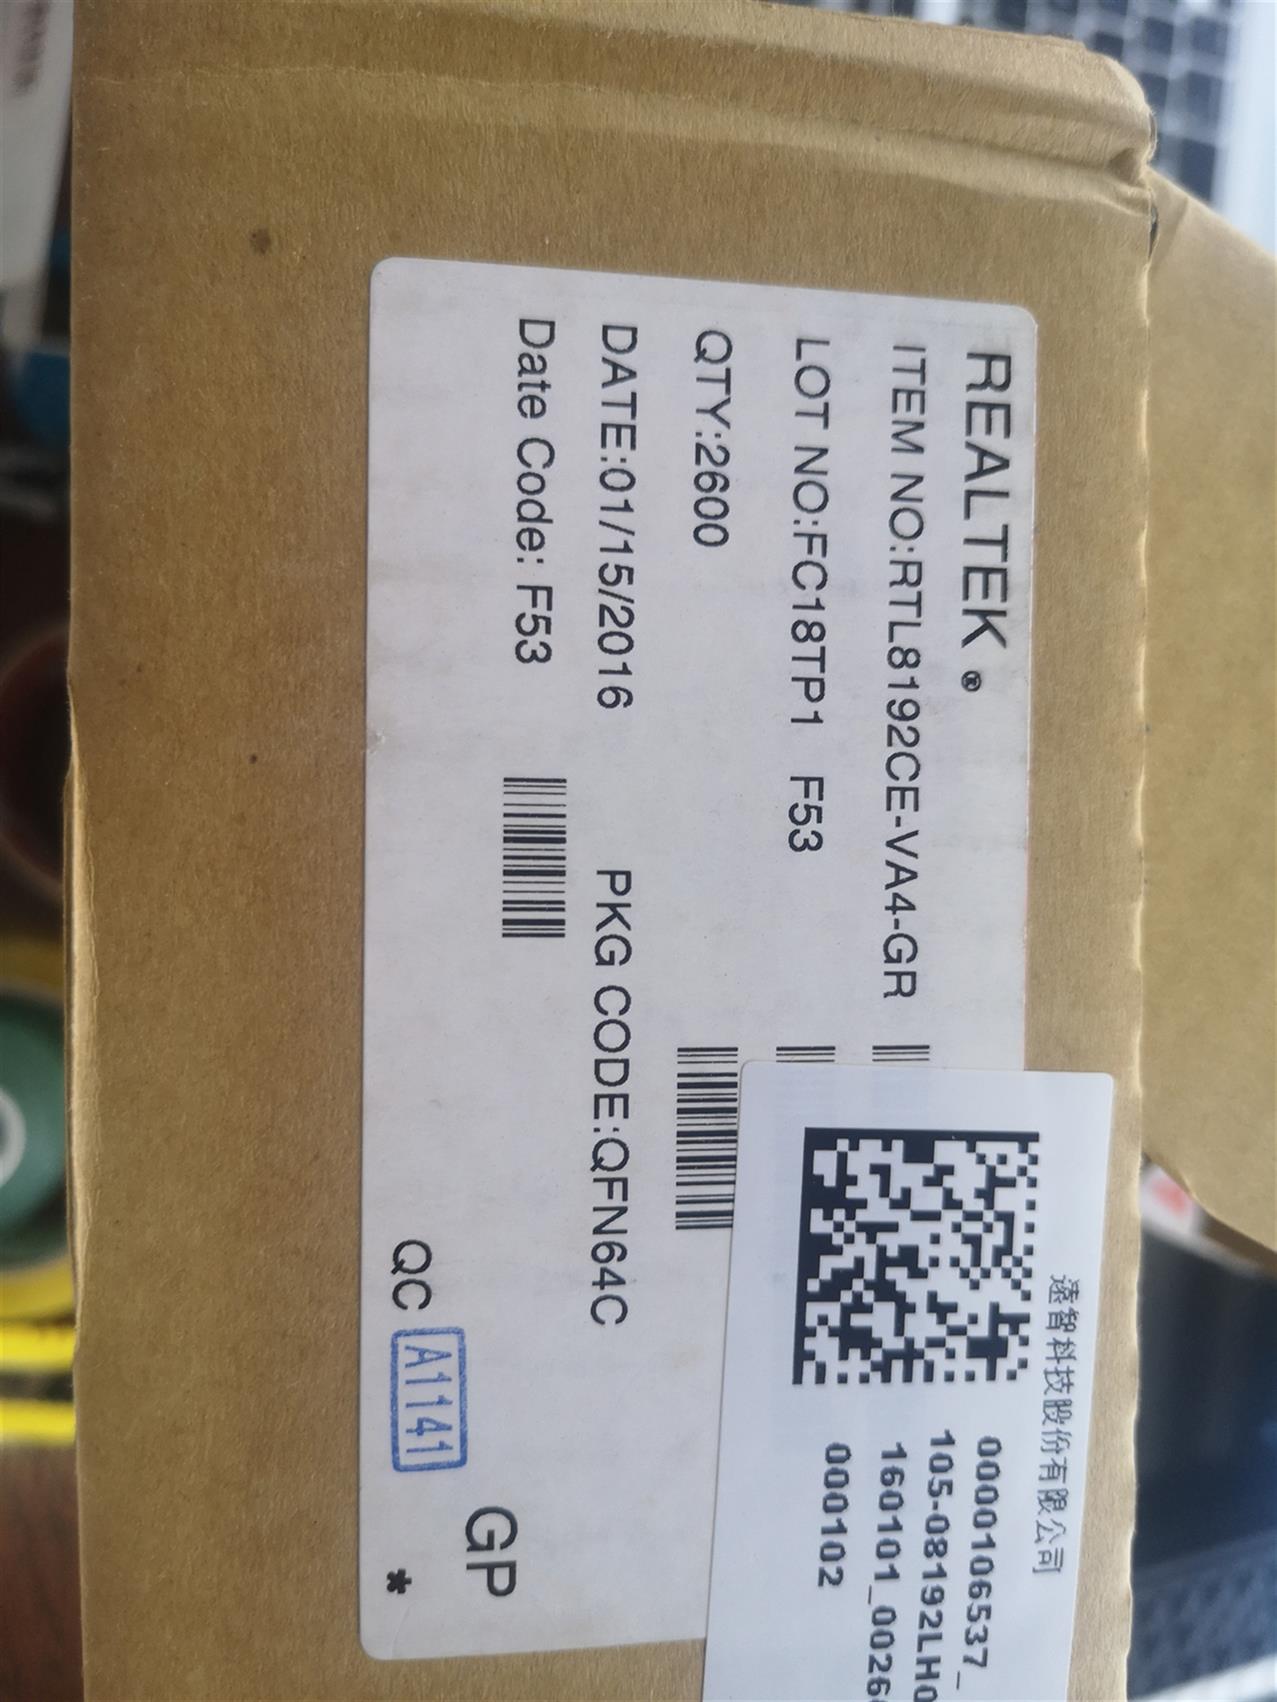 REALTEK ®
ITEM NO:RTL8192CE-VA4-GR
LOT NO:FC18TP1 F53
QTY:2600
DATE:01/15/2016 PKG CODE:QFN64C
Date Code: F53
GP
QC A1141
*
遠智科技股份有限公司
0000106537_
105-08192LH0
160101_0026
000102